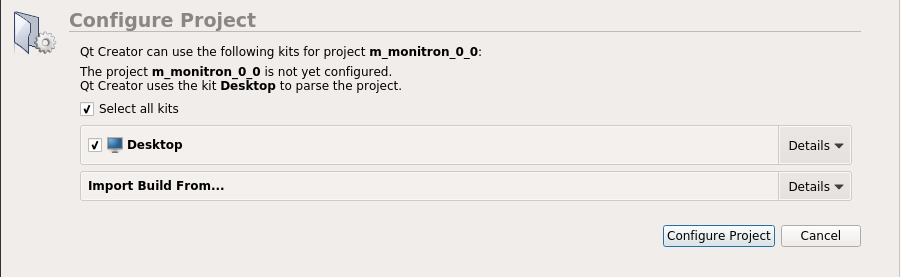 Configure Project
Qt Creator can use the following kits for project m_monitron_0_0:
The project m_monitron_0_0 is not yet configured.
Qt Creator uses the kit Desktop to parse the project.
Select all kits
Desktop
Details
Import Build From...
Details
Configure Project
Cancel